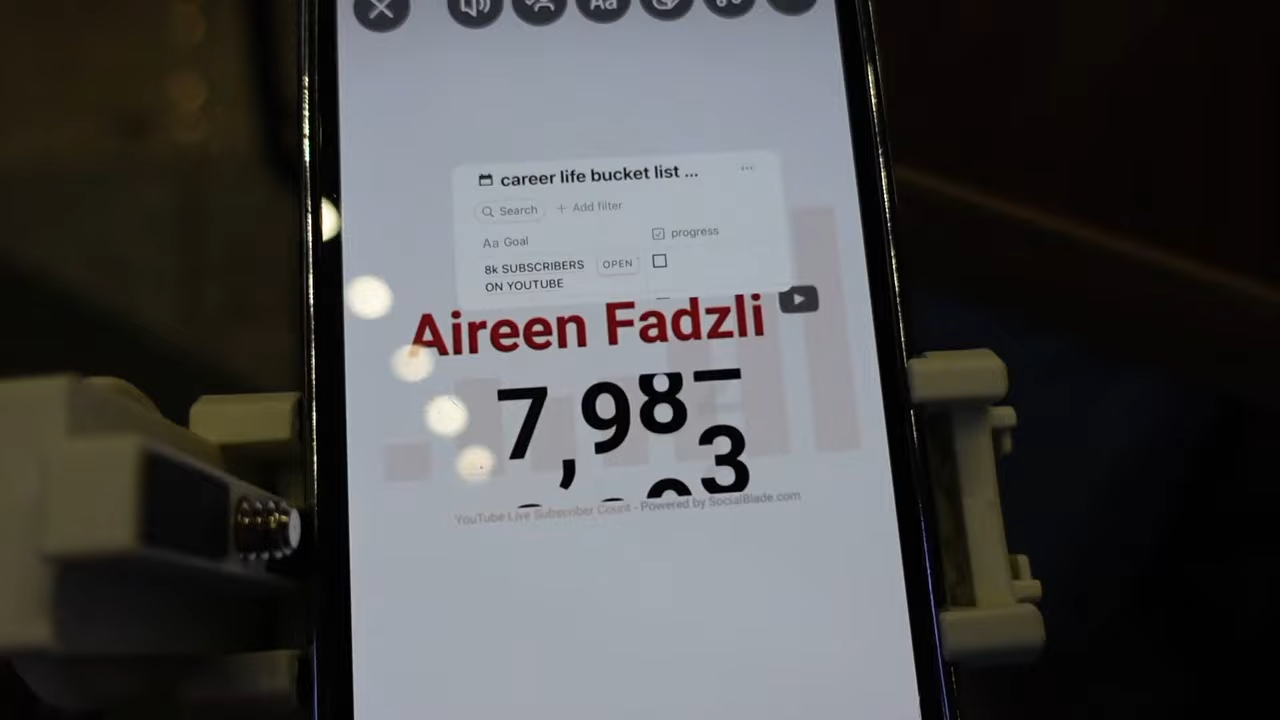 Aa
career life bucket list ...
Search + Add filter
Aa Goal
progress
8k SUBSCRIBERS
ON YOUTUBE
OPEN
Aireen Fadzli
7,98
3
YouTube Live Subscriber Count - Powered by SocialBlade.com